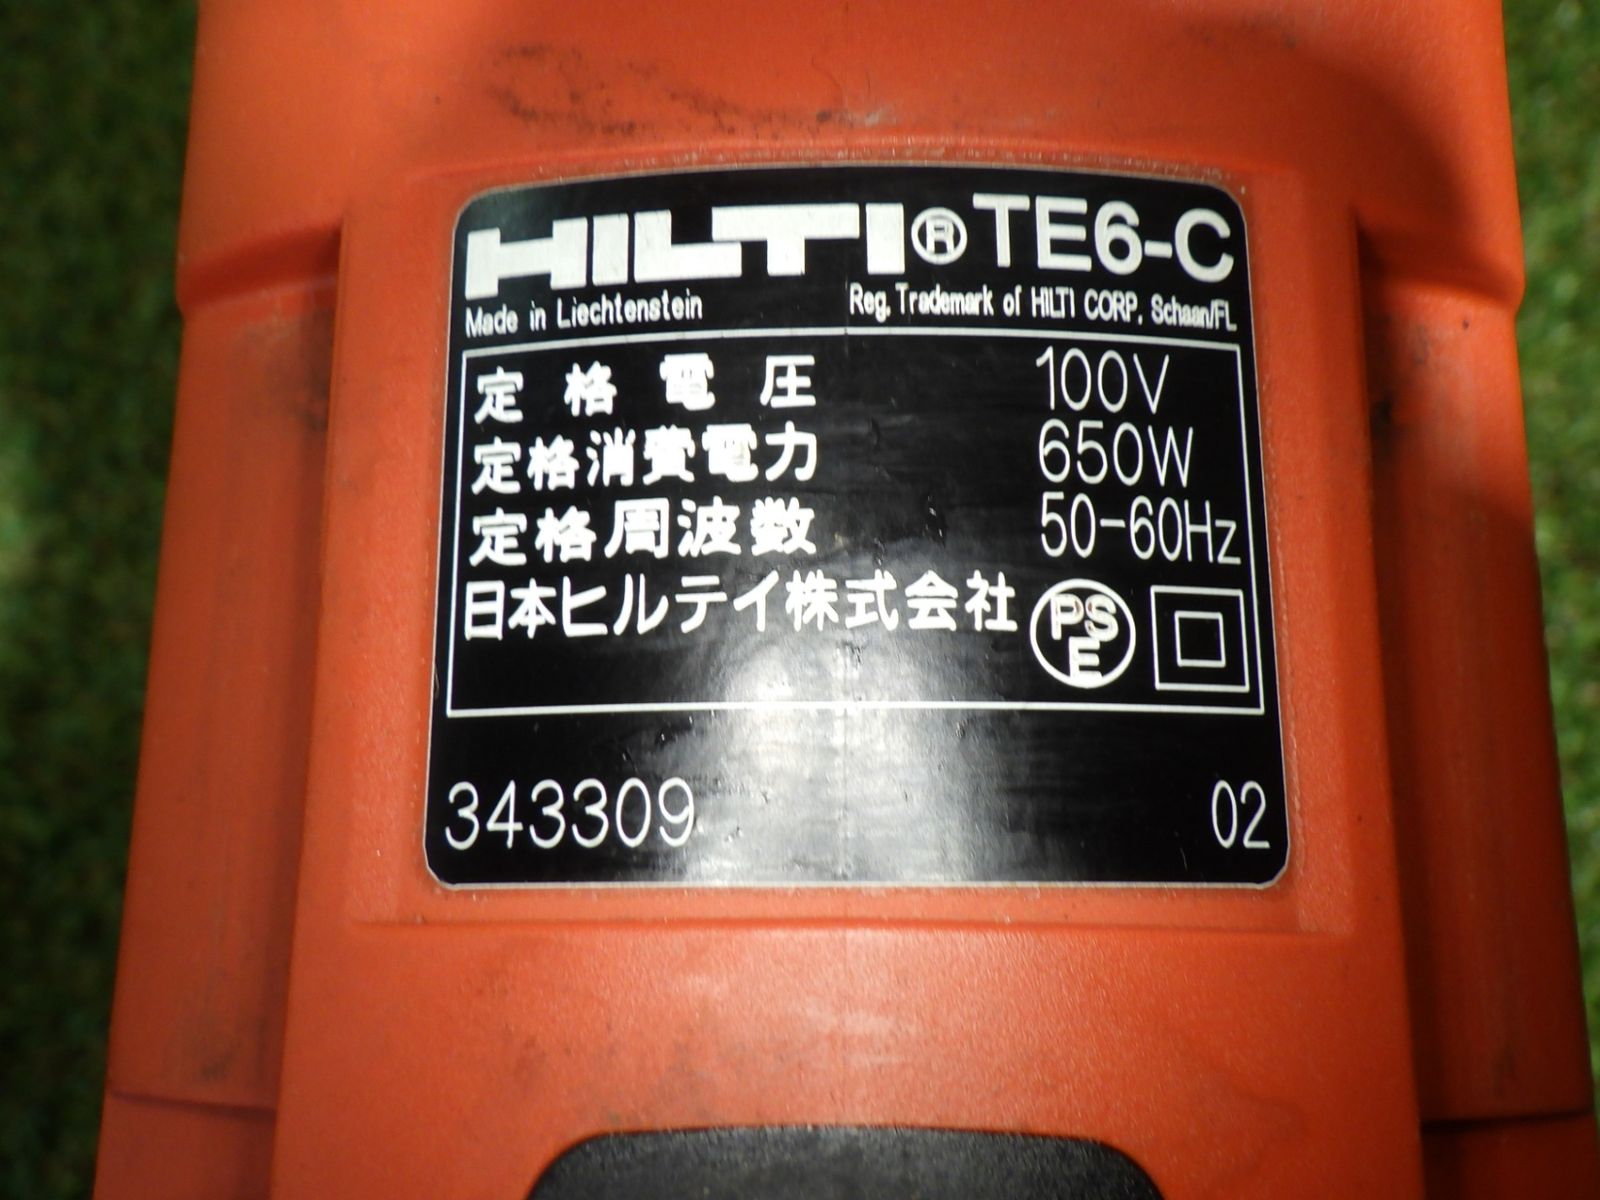 HILTI® TE6-C
Made in Liechtenstein Reg. Trademark of HILTI CORP. Schaan/FL
定格電圧 100V
定格消費電力 650W
定格周波数 50-60Hz
日本ヒルテイ株式会社 PSE
343309 02